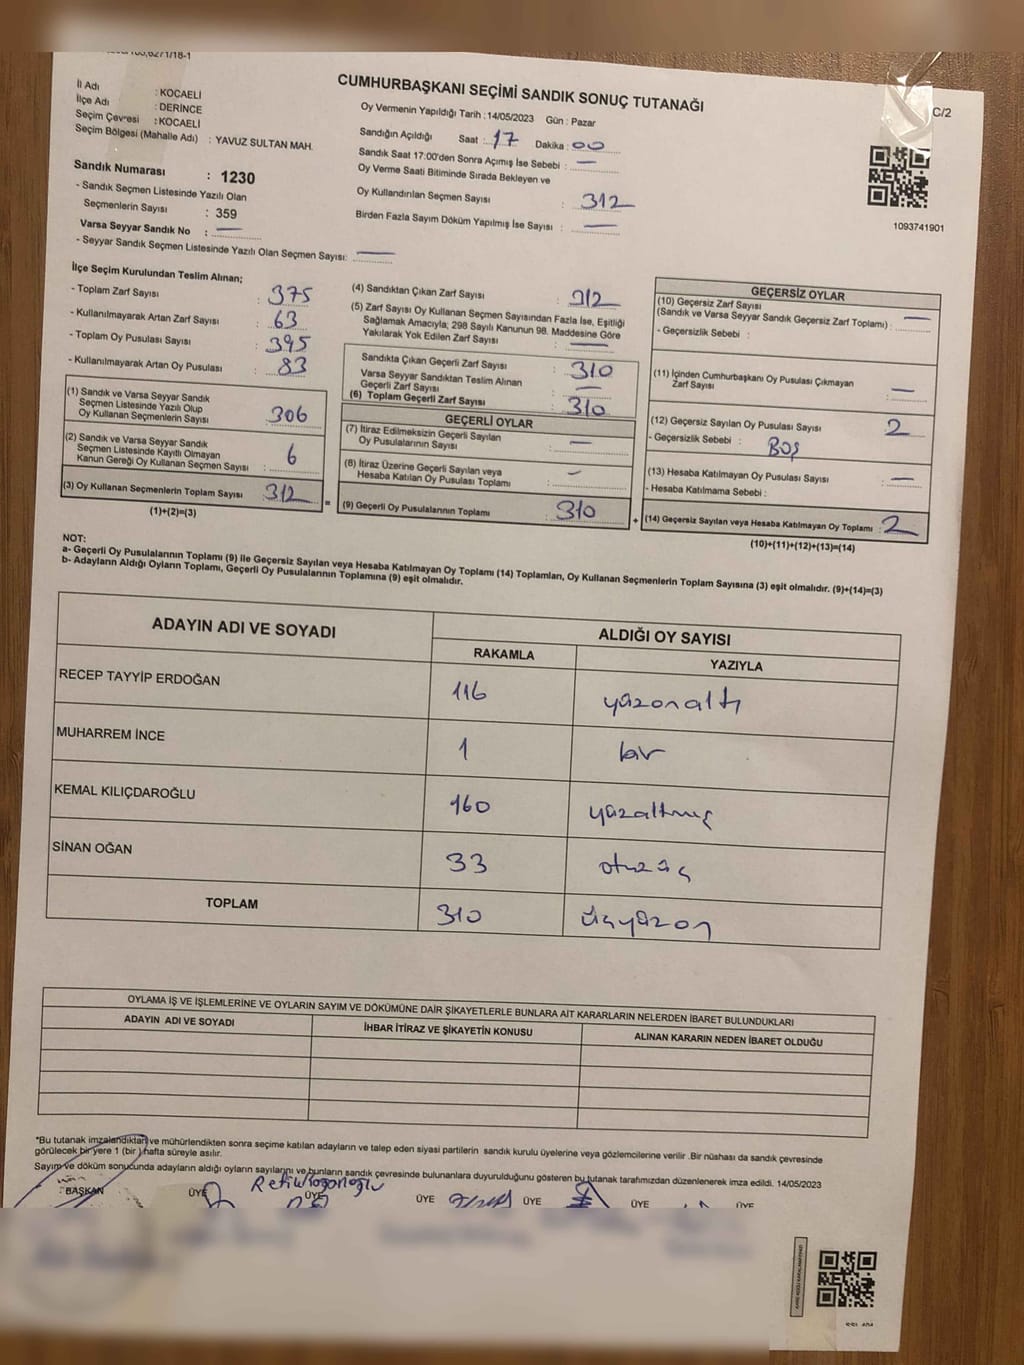 CUMHURBAŞKANI SEÇİMİ SANDIK SONUÇ TUTANAĞI
C/2
İl Adı : KOCAELİ
İlçe Adı : DERİNCE
Seçim Çevresi : KOCAELİ
Seçim Bölgesi (Mahalle Adı) : YAVUZ SULTAN MAH.
Sandık Numarası : 1230
- Sandık Seçmen Listesinde Yazılı Olan
Seçmenlerin Sayısı : 359
Varsa Seyyar Sandık No : —
- Seyyar Sandık Seçmen Listesinde Yazılı Olan Seçmen Sayısı: —
Oy Vermenin Yapıldığı Tarih : 14/05/2023 Gün : Pazar
Sandığın Açıldığı Saat : 17 Dakika : 00
Sandık Saat 17:00'den Sonra Açımış İse Sebebi : —
Oy Verme Saati Bitiminde Sırada Bekleyen ve
Oy Kullandırılan Seçmen Sayısı : 312
Birden Fazla Sayım Döküm Yapılmış İse Sayısı : —
1093741901
İlçe Seçim Kurulundan Teslim Alınan;
- Toplam Zarf Sayısı : 375
- Kullanılmayarak Artan Zarf Sayısı : 63
- Toplam Oy Pusulası Sayısı : 395
- Kullanılmayarak Artan Oy Pusulası : 83
(1) Sandık ve Varsa Seyyar Sandık
Seçmen Listesinde Yazılı Olup
Oy Kullanan Seçmenlerin Sayısı : 306
(2) Sandık ve Varsa Seyyar Sandık
Seçmen Listesinde Kayıtlı Olmayan
Kanun Gereği Oy Kullanan Seçmen Sayısı : 6
(3) Oy Kullanan Seçmenlerin Toplam Sayısı : 312
(1)+(2)=(3)
=
(4) Sandıktan Çıkan Zarf Sayısı : 312
(5) Zarf Sayısı Oy Kullanan Seçmen Sayısından Fazla İse, Eşitliği
Sağlamak Amacıyla; 298 Sayılı Kanunun 98. Maddesine Göre
Yakılarak Yok Edilen Zarf Sayısı : —
Sandıkta Çıkan Geçerli Zarf Sayısı : 310
Varsa Seyyar Sandıktan Teslim Alınan
Geçerli Zarf Sayısı : —
(6) Toplam Geçerli Zarf Sayısı : 310
GEÇERLİ OYLAR
(7) İtiraz Edilmeksizin Geçerli Sayılan
Oy Pusulalarının Sayısı : —
(8) İtiraz Üzerine Geçerli Sayılan veya
Hesaba Katılan Oy Pusulası Toplamı : —
(9) Geçerli Oy Pusulalarının Toplamı : 310
+
GEÇERSİZ OYLAR
(10) Geçersiz Zarf Sayısı
(Sandık ve Varsa Seyyar Sandık Geçersiz Zarf Toplamı) : —
- Geçersizlik Sebebi :
(11) İçinden Cumhurbaşkanı Oy Pusulası Çıkmayan
Zarf Sayısı : —
(12) Geçersiz Sayılan Oy Pusulası Sayısı : 2
- Geçersizlik Sebebi : BOŞ
(13) Hesaba Katılmayan Oy Pusulası Sayısı : —
- Hesaba Katılmama Sebebi :
(14) Geçersiz Sayılan veya Hesaba Katılmayan Oy Toplamı : 2
(10)+(11)+(12)+(13)=(14)
NOT:
a- Geçerli Oy Pusulalarının Toplamı (9) ile Geçersiz Sayılan veya Hesaba Katılmayan Oy Toplamı (14) Toplamları, Oy Kullanan Seçmenlerin Toplam Sayısına (3) eşit olmalıdır. (9)+(14)=(3)
b- Adayların Aldığı Oyların Toplamı, Geçerli Oy Pusulalarının Toplamına (9) eşit olmalıdır.
ADAYIN ADI VE SOYADI ALDIĞI OY SAYISI
RAKAMLA YAZIYLA
RECEP TAYYİP ERDOĞAN 116 yüzonaltı
MUHARREM İNCE 1 bir
KEMAL KILIÇDAROĞLU 160 yüzaltmış
SİNAN OĞAN 33 otuzüç
TOPLAM 310 üçyüzon
OYLAMA İŞ VE İŞLEMLERİNE VE OYLARIN SAYIM VE DÖKÜMÜNE DAİR ŞİKAYETLERLE BUNLARA AİT KARARLARIN NELERDEN İBARET BULUNDUKLARI
ADAYIN ADI VE SOYADI İHBAR İTİRAZ VE ŞİKAYETİN KONUSU ALINAN KARARIN NEDEN İBARET OLDUĞU
*Bu tutanak imzalandıktan ve mühürlendikten sonra seçime katılan adayların ve talep eden siyasi partilerin sandık kurulu üyelerine veya gözlemcilerine verilir .Bir nüshası da sandık çevresinde
görülecek bir yere 1 (bir ) hafta süreyle asılır.
Sayım ve döküm sonucunda adayların aldığı oyların sayılarını ve bunların sandık çevresinde bulunanlara duyurulduğunu gösteren bu tutanak tarafımızdan düzenlenerek imza edildi. 14/05/2023
BAŞKAN ÜYE ÜYE ÜYE ÜYE ÜYE ÜYE